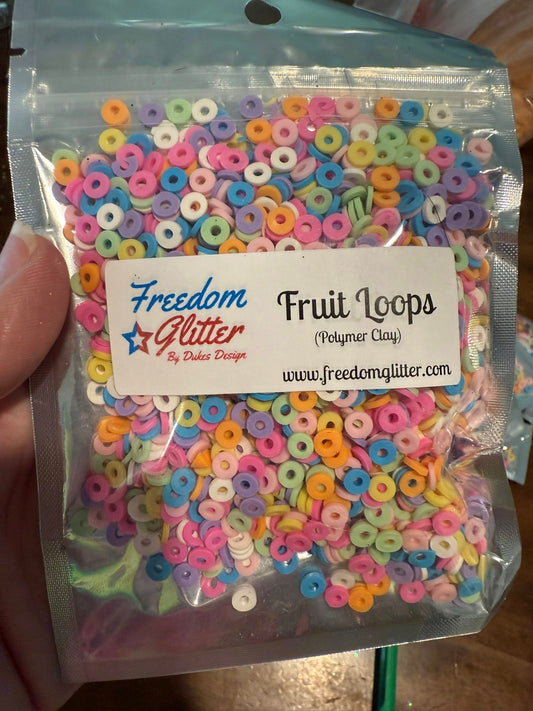 Freedom
Glitter
By Dukes Design
Fruit Loops
(Polymer Clay)
www.freedomglitter.com